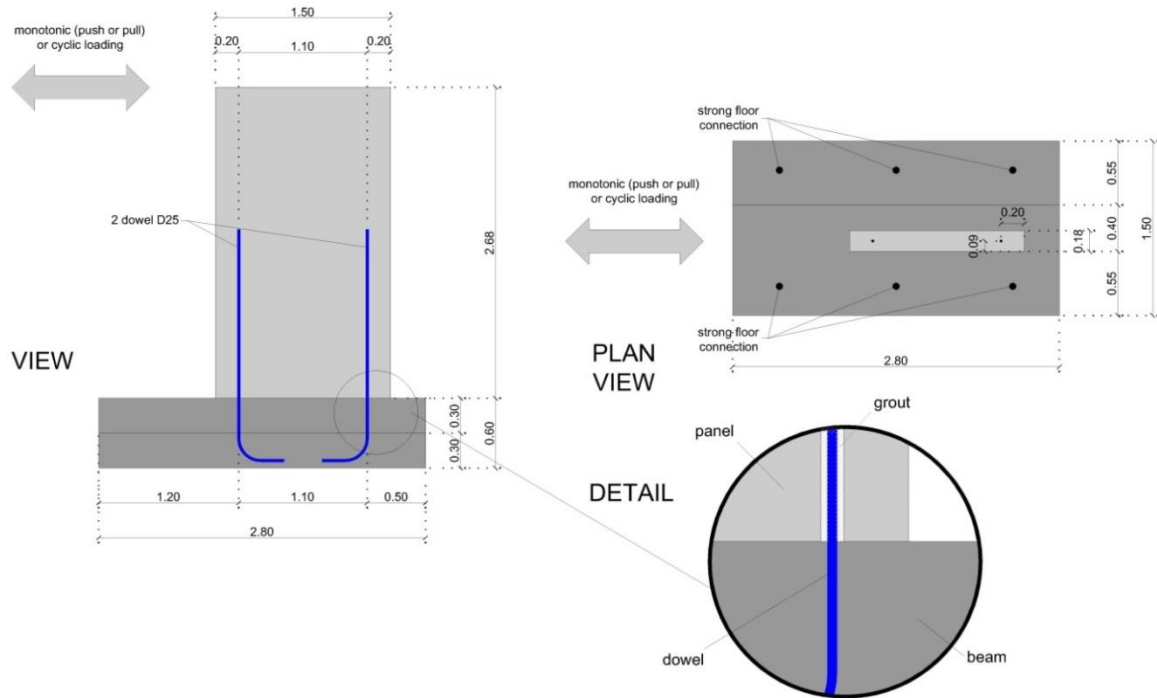 1.50
monotonic (push or pull)
or cyclic loading
0.20
1.10
0.20
2 dowel D25
2.68
VIEW
0.30
0.30
0.60
1.20
1.10
0.50
2.80
strong floor
connection
monotonic (push or pull)
or cyclic loading
0.20
0.09
0.18
0.55
0.40
0.55
1.50
strong floor
connection
PLAN
VIEW
2.80
grout
panel
DETAIL
dowel
beam